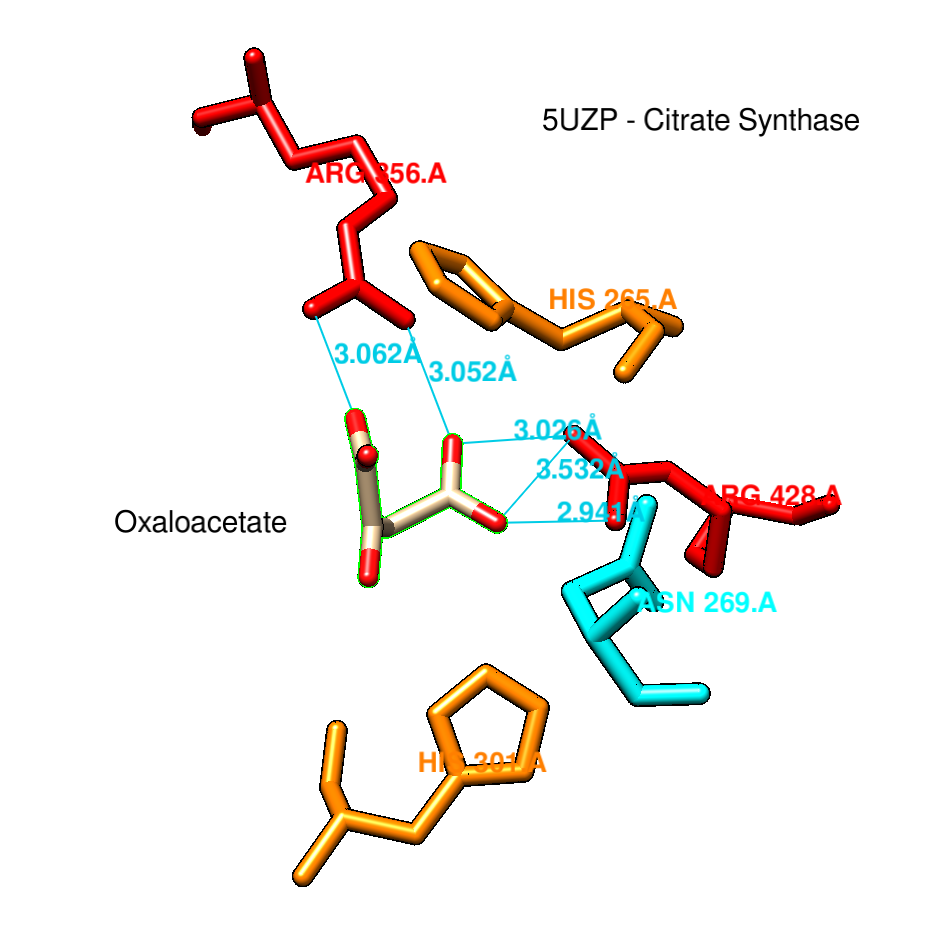 5UZP - Citrate Synthase
ARG 356.A
HIS 265.A
3.062Å
3.052Å
3.026Å
3.532Å
ARG 428.A
2.941Å
Oxaloacetate
ASN 269.A
HIS 301.A